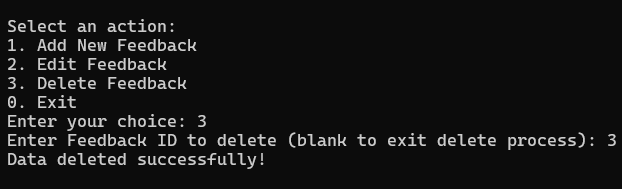 Select an action:
1. Add New Feedback
2. Edit Feedback
3. Delete Feedback
0. Exit
Enter your choice: 3
Enter Feedback ID to delete (blank to exit delete process): 3
Data deleted successfully!